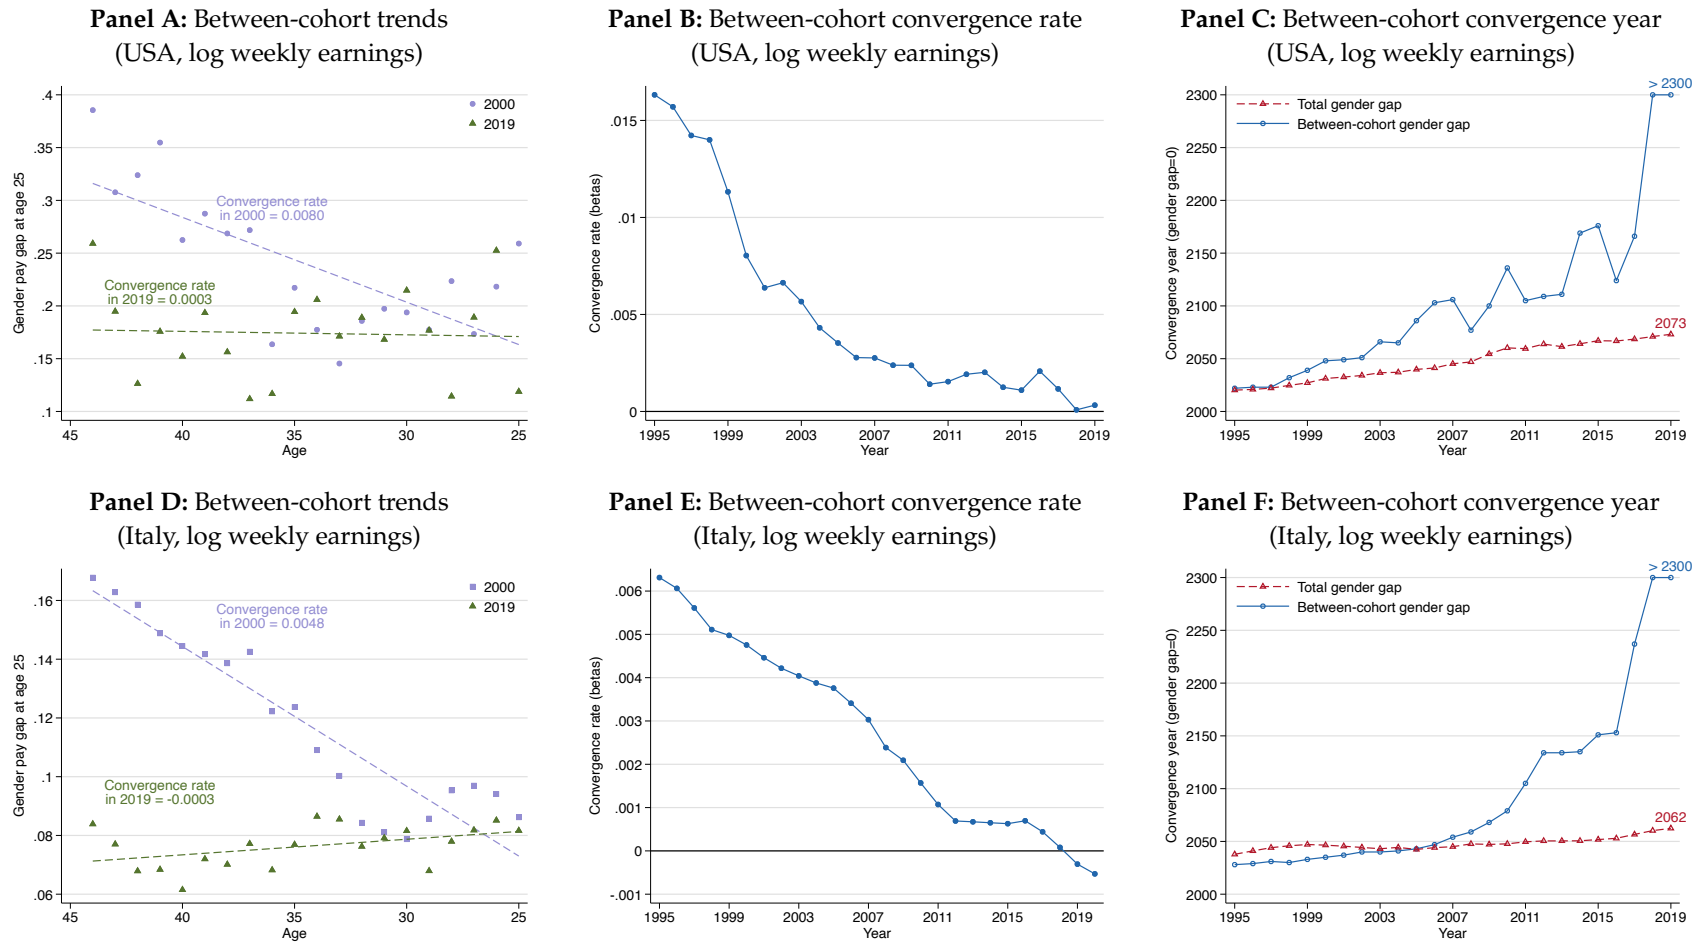 Panel A: Between-cohort trends
(USA, log weekly earnings)
Gender pay gap at age 25
.4
.35
.3
.25
.2
.15
.1
2000
2019
Convergence rate
in 2000 = 0.0080
Convergence rate
in 2019 = 0.0003
45
40
35
30
25
Age
Panel B: Between-cohort convergence rate
(USA, log weekly earnings)
Convergence rate (betas)
.015
.01
.005
0
1995
1999
2003
2007
2011
2015
2019
Year
Panel C: Between-cohort convergence year
(USA, log weekly earnings)
Convergence year (gender gap=0)
2300
2250
2200
2150
2100
2050
2000
Total gender gap
Between-cohort gender gap
> 2300
2073
1995
1999
2003
2007
2011
2015
2019
Year
Panel D: Between-cohort trends
(Italy, log weekly earnings)
Gender pay gap at age 25
.16
.14
.12
.1
.08
.06
2000
2019
Convergence rate
in 2000 = 0.0048
Convergence rate
in 2019 = -0.0003
45
40
35
30
25
Age
Panel E: Between-cohort convergence rate
(Italy, log weekly earnings)
Convergence rate (betas)
.006
.005
.004
.003
.002
.001
0
-.001
1995
1999
2003
2007
2011
2015
2019
Year
Panel F: Between-cohort convergence year
(Italy, log weekly earnings)
Convergence year (gender gap=0)
2300
2250
2200
2150
2100
2050
2000
Total gender gap
Between-cohort gender gap
> 2300
2062
1995
1999
2003
2007
2011
2015
2019
Year